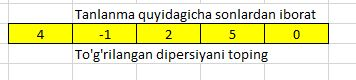 Tanlanma quyidagicha sonlardan iborat
4 -1 2 5 0
To'g'rilangan dipersiyani toping